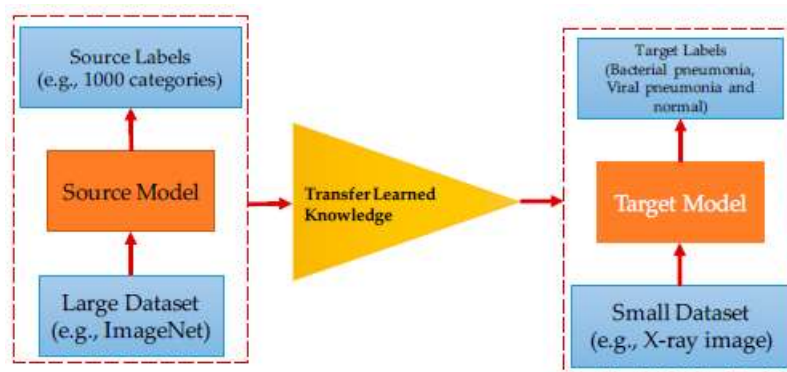 Source Labels
(e.g., 1000 categories)
Source Model
Large Dataset
(e.g., ImageNet)
Transfer Learned
Knowledge
Target Labels
(Bacterial pneumonia,
Viral pneumonia and
normal)
Target Model
Small Dataset
(e.g., X-ray image)